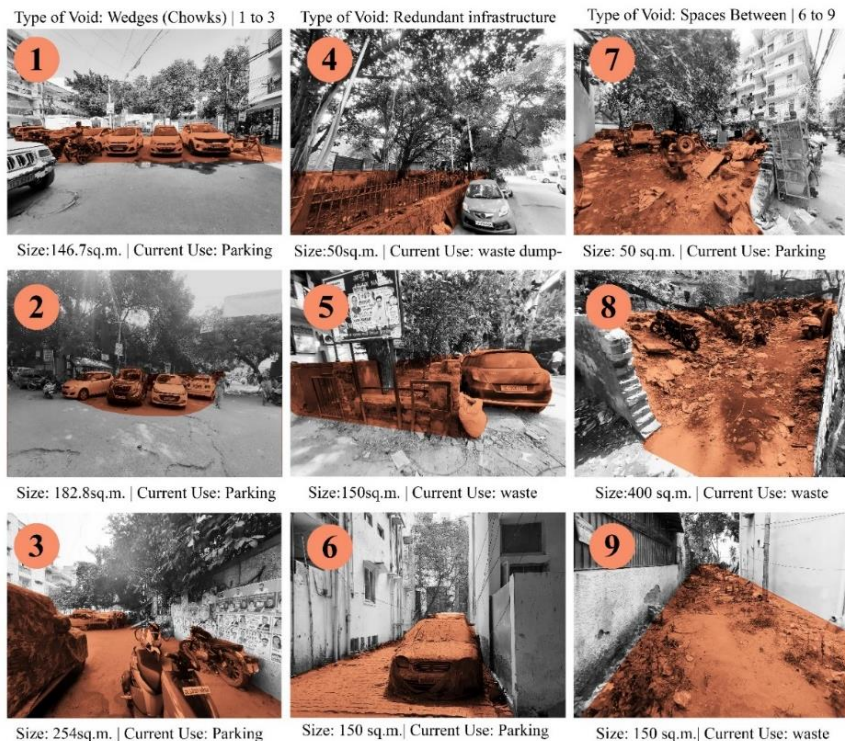 Type of Void: Wedges (Chowks) | 1 to 3
Type of Void: Redundant infrastructure
Type of Void: Spaces Between | 6 to 9
1
4
7
Size:146.7sq.m. | Current Use: Parking
Size:50sq.m. | Current Use: waste dump-
Size: 50 sq.m. | Current Use: Parking
2
5
8
Size: 182.8sq.m. | Current Use: Parking
Size:150sq.m. | Current Use: waste
Size:400 sq.m. | Current Use: waste
3
6
9
Size: 254sq.m. | Current Use: Parking
Size: 150 sq.m.| Current Use: Parking
Size: 150 sq.m.| Current Use: waste